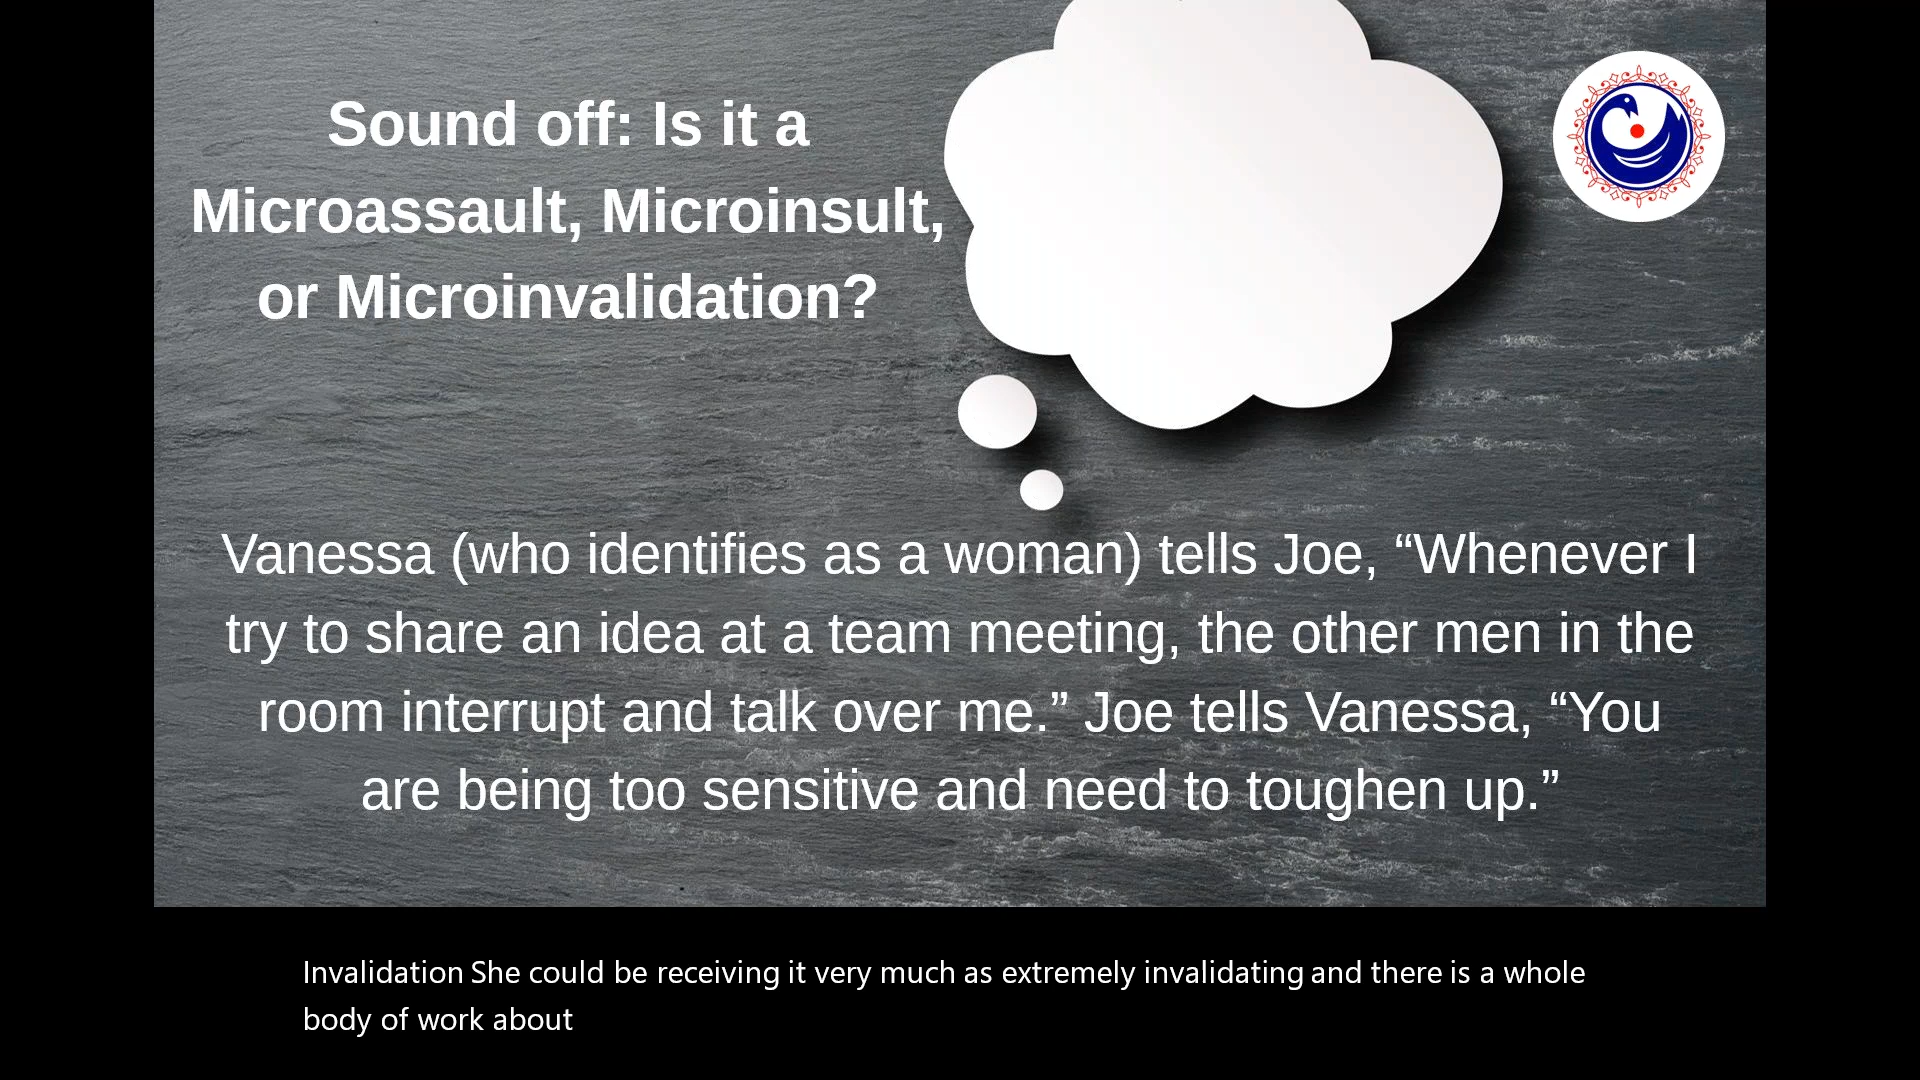 Sound off: Is it a
Microassault, Microinsult,
or Microinvalidation?
Vanessa (who identifies as a woman) tells Joe, “Whenever I
try to share an idea at a team meeting, the other men in the
room interrupt and talk over me.” Joe tells Vanessa, “You
are being too sensitive and need to toughen up.”
Invalidation She could be receiving it very much as extremely invalidating and there is a whole
body of work about